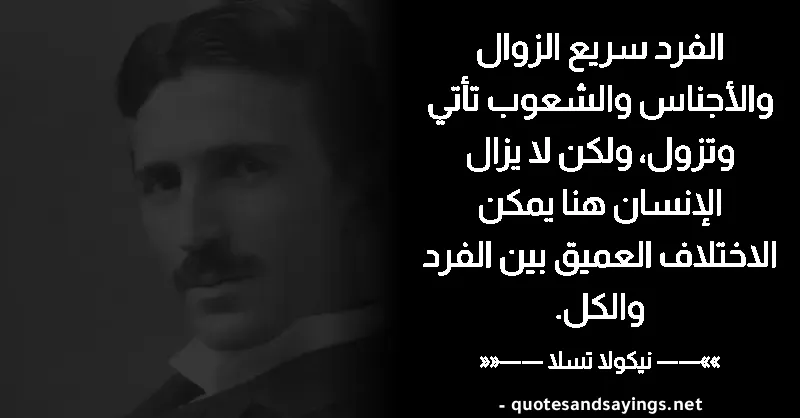 الفرد سريع الزوال
والأجناس والشعوب تأتي
وتزول، ولكن لا يزال
الإنسان هنا يمكن
الاختلاف العميق بين الفرد
والكل.
»»—— نيكولا تسلا ——««
- quotesandsayings.net